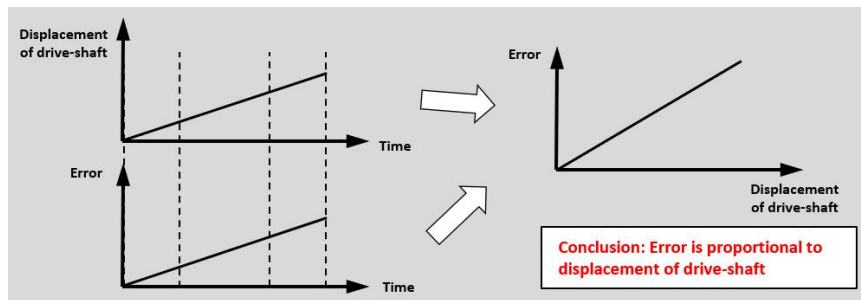 Displacement
of drive-shaft
Time
Error
Time
Error
Displacement
of drive-shaft
Conclusion: Error is proportional to
displacement of drive-shaft